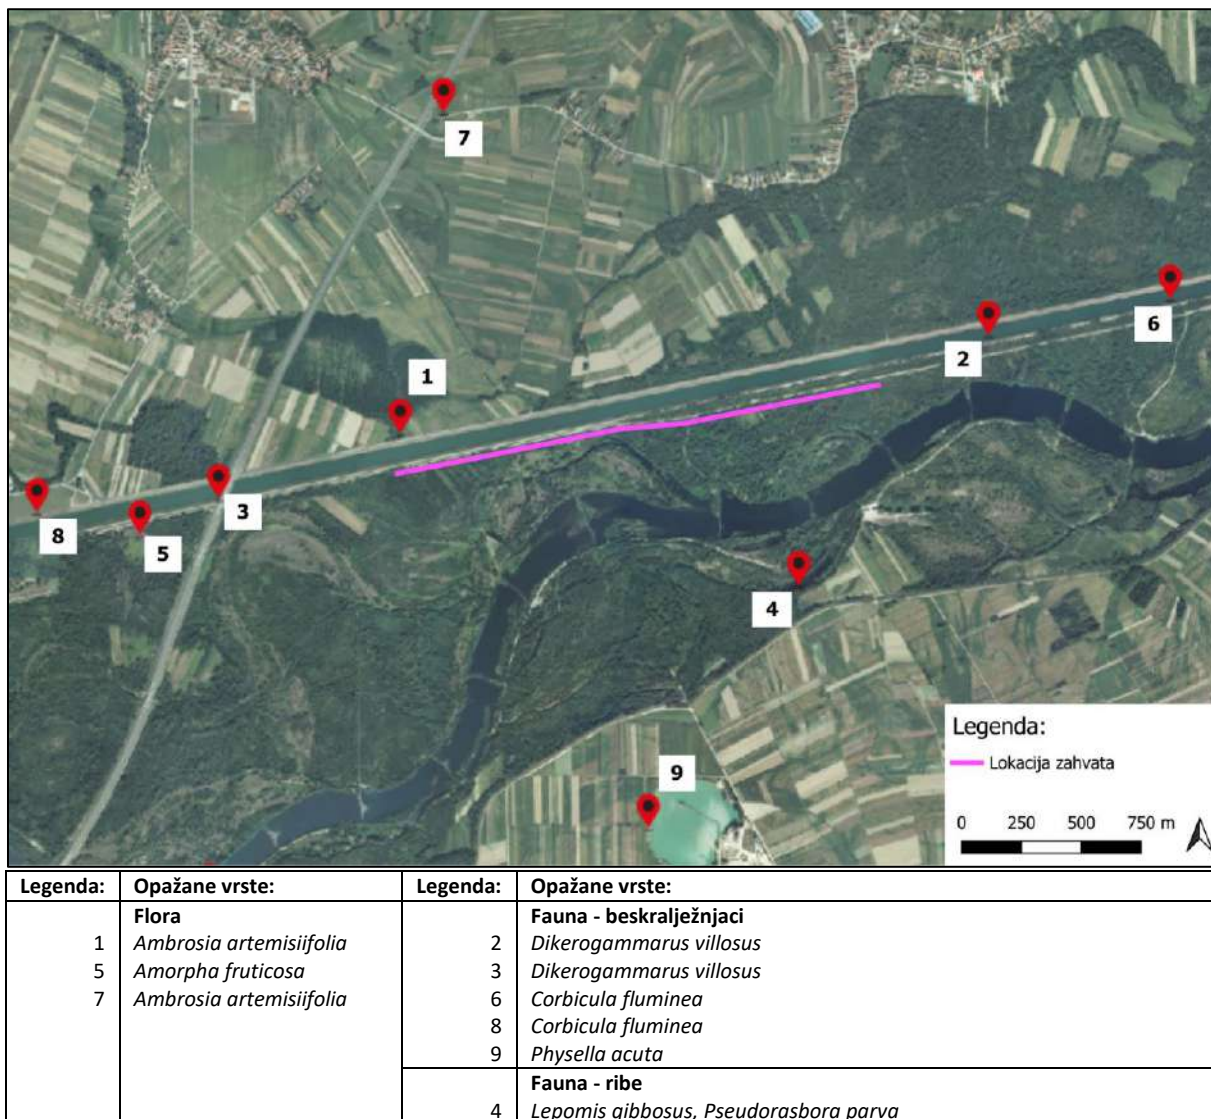 7
6
2
1
3
8
5
4
9
Legenda:
Lokacija zahvata
0 250 500 750 m
Legenda: Opažane vrste: Legenda: Opažane vrste:
Flora Fauna - beskralježnjaci
1 Ambrosia artemisiifolia 2 Dikerogammarus villosus
5 Amorpha fruticosa 3 Dikerogammarus villosus
7 Ambrosia artemisiifolia 6 Corbicula fluminea
8 Corbicula fluminea
9 Physella acuta
Fauna - ribe
4 Lepomis gibbosus, Pseudorasbora parva